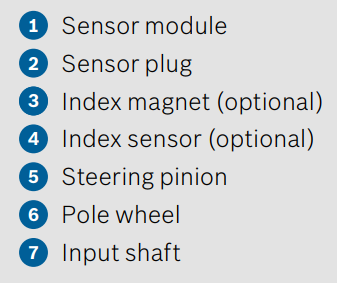 1 Sensor module
2 Sensor plug
3 Index magnet (optional)
4 Index sensor (optional)
5 Steering pinion
6 Pole wheel
7 Input shaft